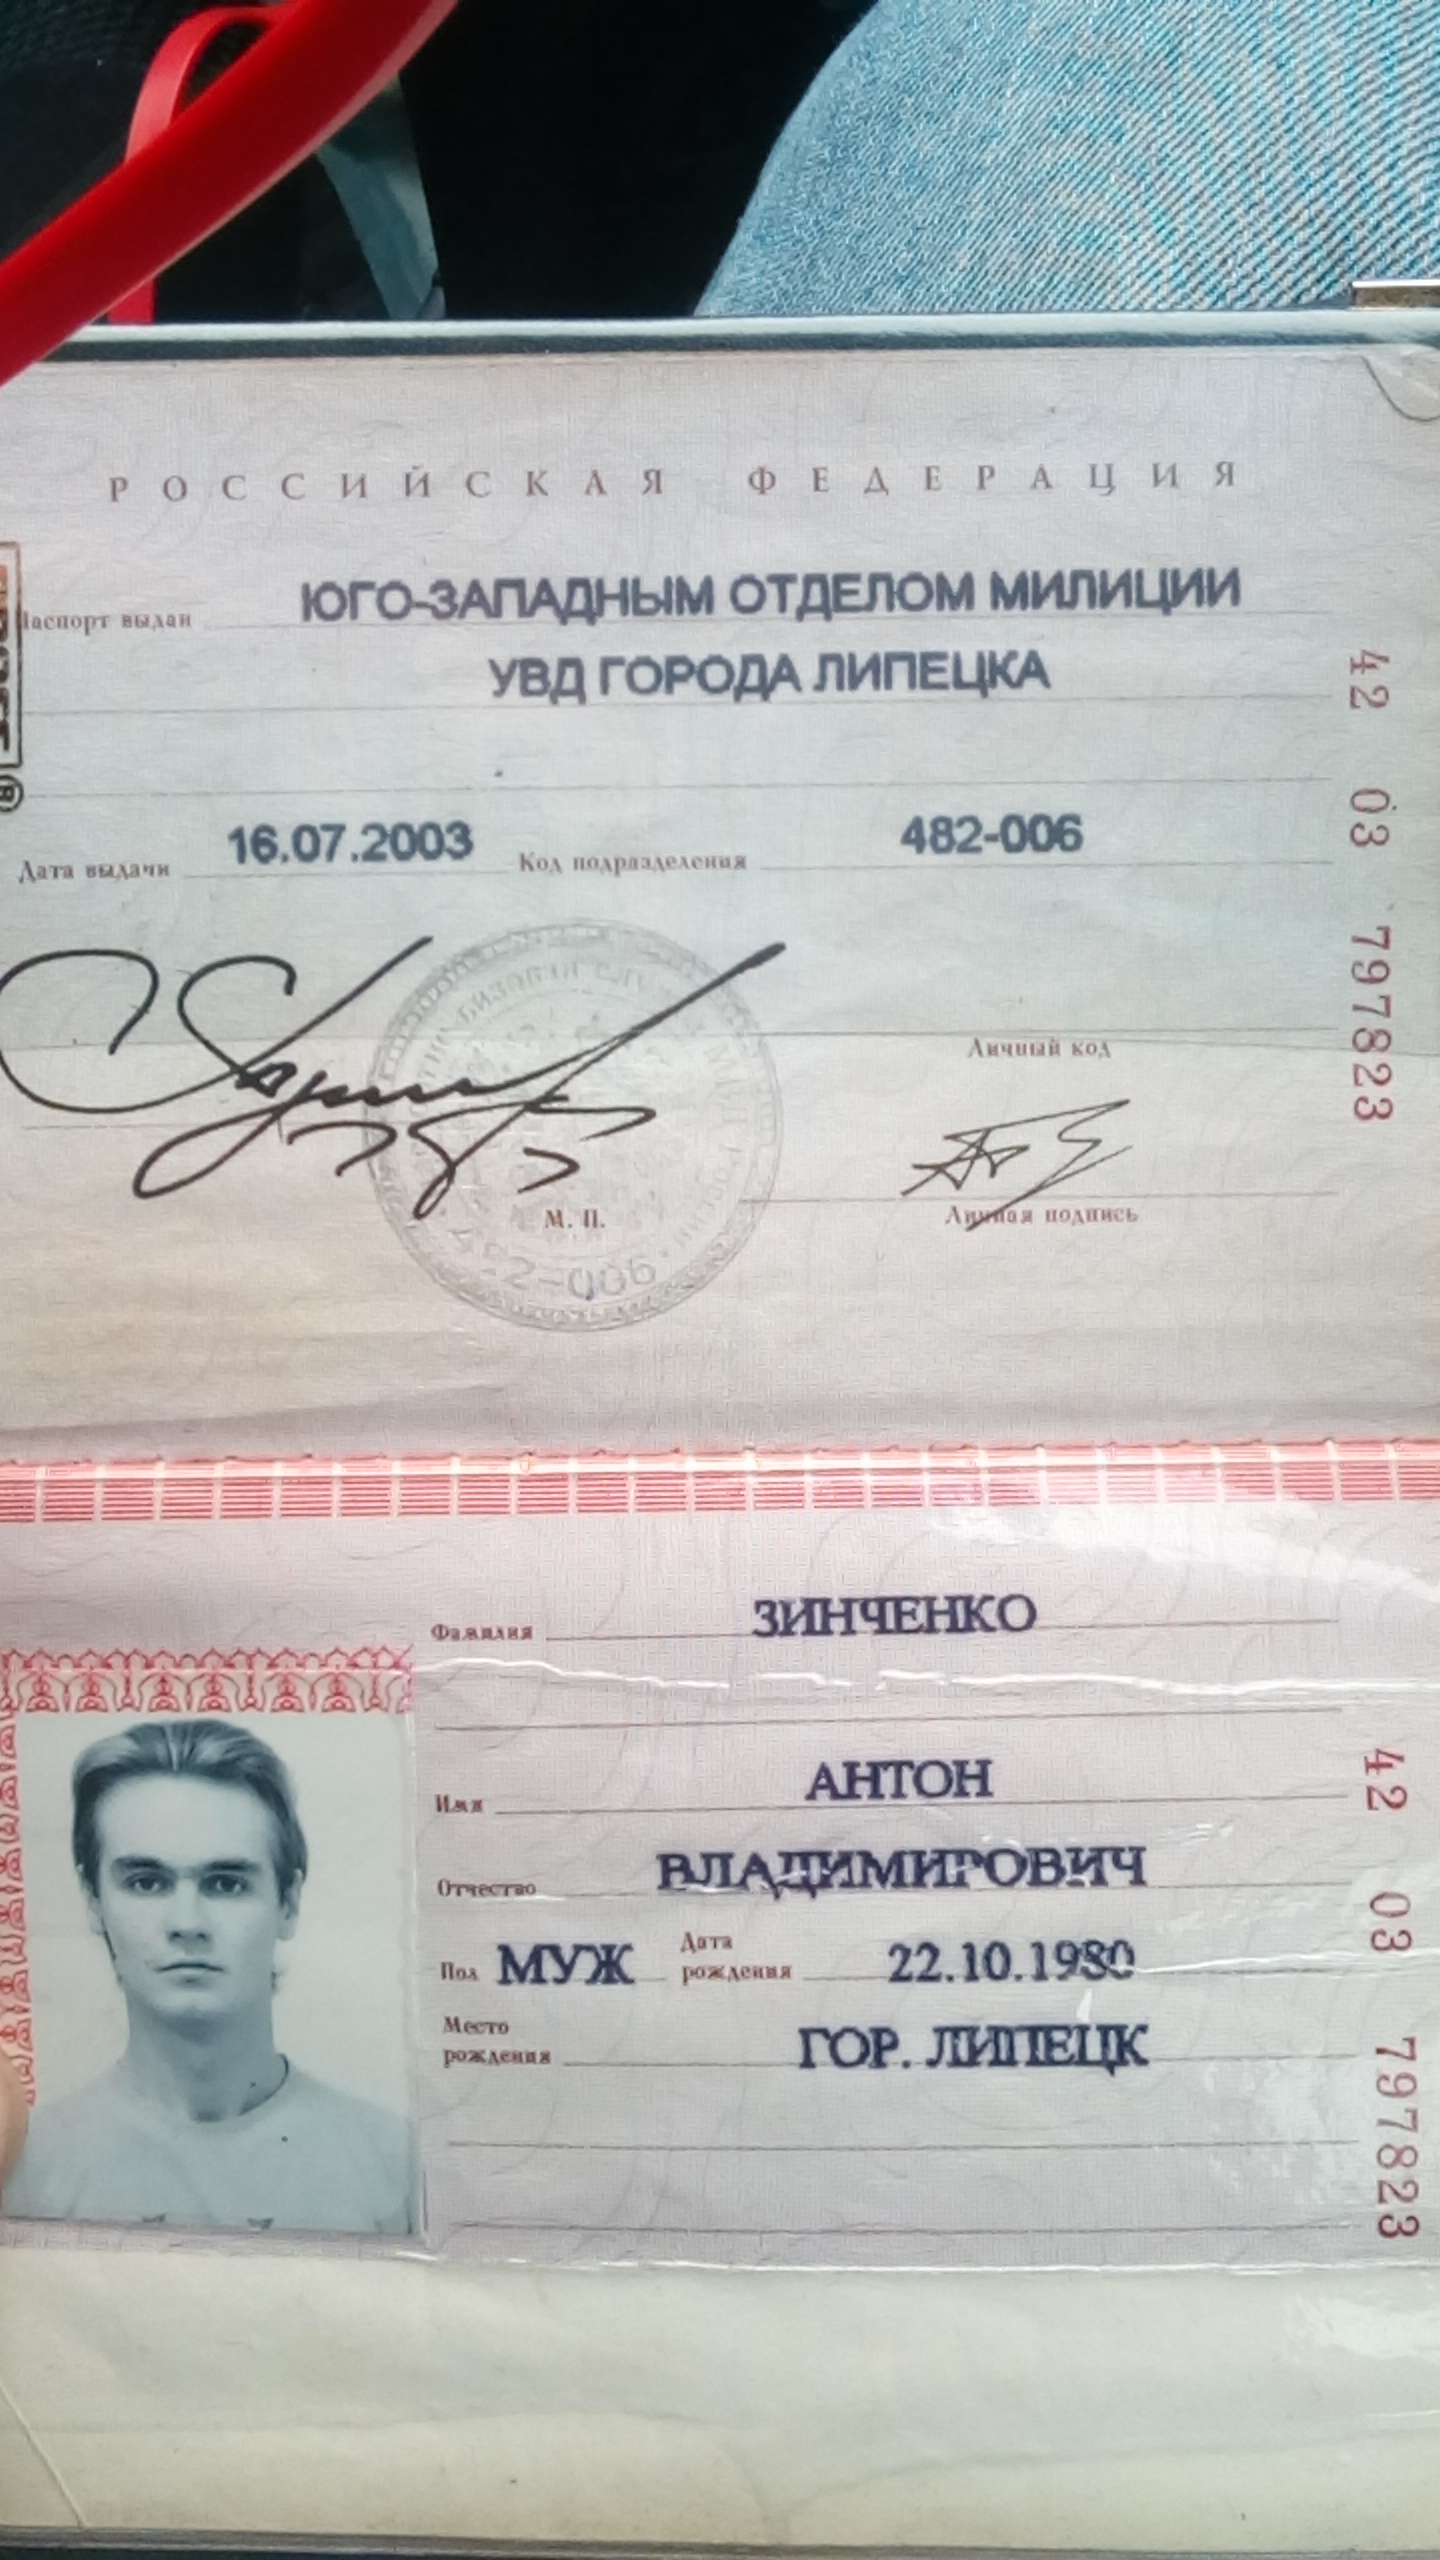 РОССИЙСКАЯ ФЕДЕРАЦИЯ
Паспорт выдан ЮГО-ЗАПАДНЫМ ОТДЕЛОМ МИЛИЦИИ
УВД ГОРОДА ЛИПЕЦКА
Дата выдачи 16.07.2003 Код подразделения 482-006
Личный код
М. П.
Личная подпись
482-006
42 03 797823
Фамилия ЗИНЧЕНКО
Имя АНТОН
Отчество ВЛАДИМИРОВИЧ
Пол МУЖ Дата рождения 22.10.1980
Место рождения ГОР. ЛИПЕЦК
42 03 797823